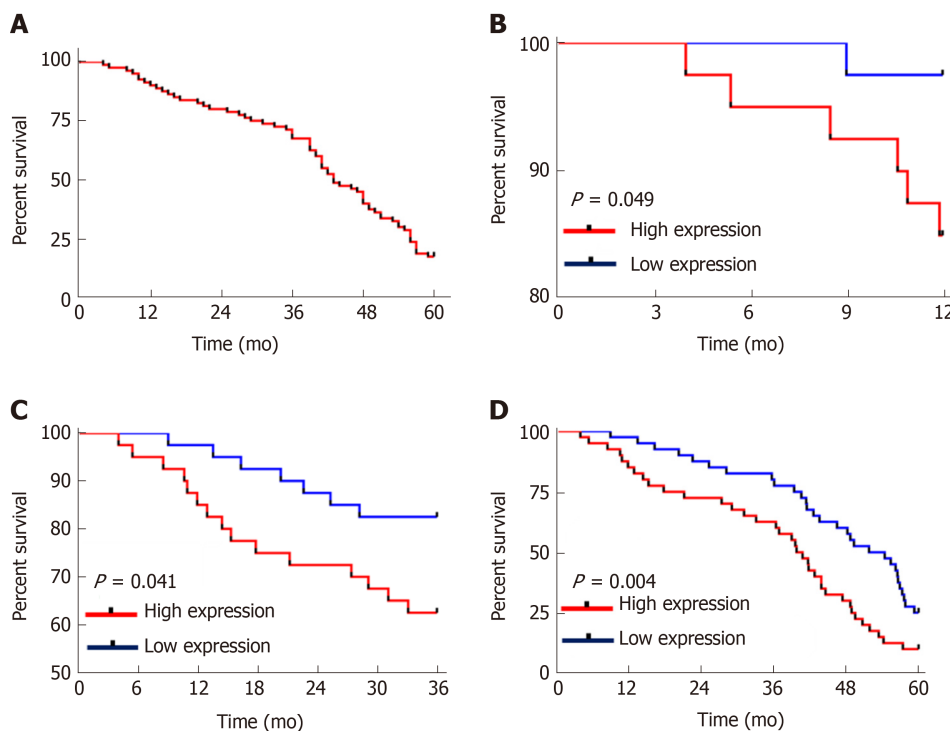 A
100
75
50
25
0
Percent survival
0 12 24 36 48 60
Time (mo)
B
100
90
80
Percent survival
P = 0.049
High expression
Low expression
0 3 6 9 12
Time (mo)
C
100
90
80
70
60
50
Percent survival
P = 0.041
High expression
Low expression
0 6 12 18 24 30 36
Time (mo)
D
100
75
50
25
0
Percent survival
P = 0.004
High expression
Low expression
0 12 24 36 48 60
Time (mo)